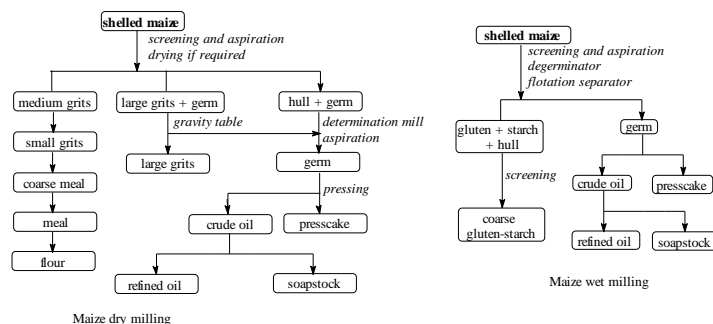 shelled maize
screening and aspiration
drying if required
medium grits
large grits + germ
hull + germ
gravity table
determination mill
aspiration
small grits
large grits
germ
coarse meal
pressing
meal
crude oil
presscake
flour
refined oil
soapstock
Maize dry milling
shelled maize
screening and aspiration
degerminator
flotation separator
gluten + starch
+ hull
germ
screening
crude oil
presscake
coarse
gluten-starch
refined oil
soapstock
Maize wet milling